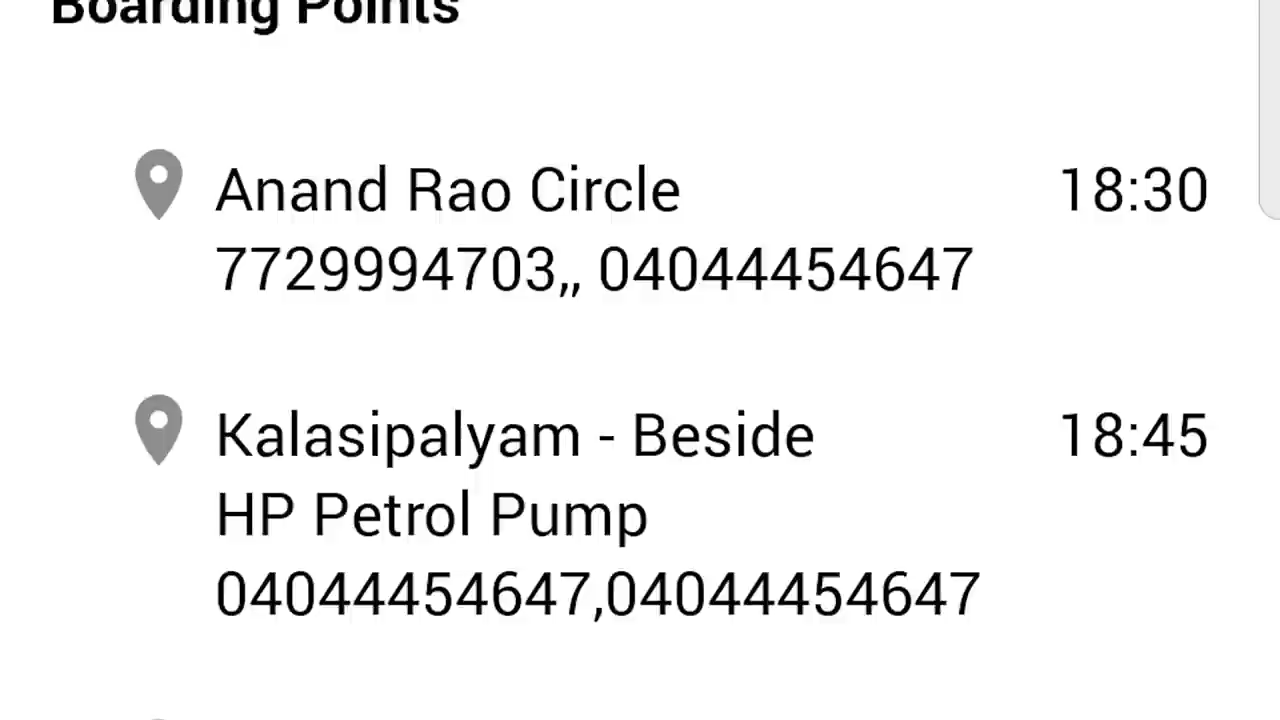 Boarding Points
Anand Rao Circle 18:30
7729994703,, 04044454647
Kalasipalyam - Beside 18:45
HP Petrol Pump
04044454647,04044454647